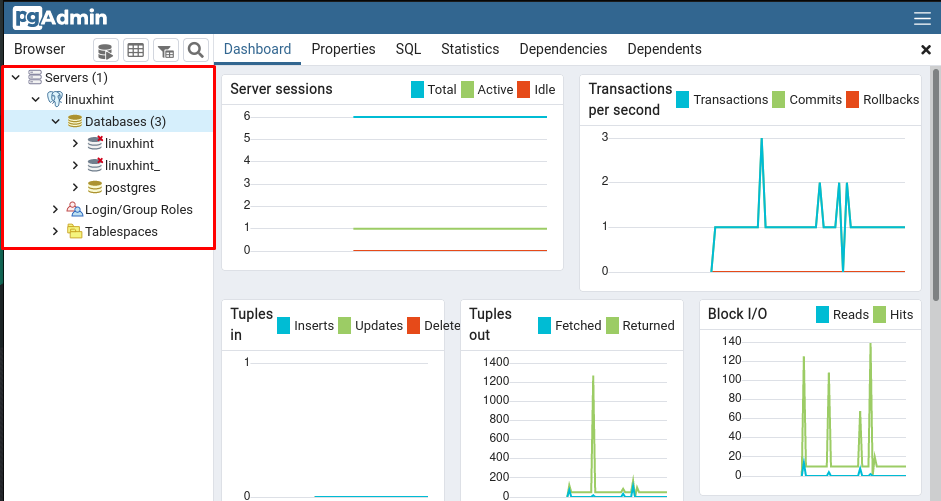 pgAdmin
Browser
Dashboard Properties SQL Statistics Dependencies Dependents
Servers (1)
linuxhint
Databases (3)
linuxhint
linuxhint_
postgres
Login/Group Roles
Tablespaces
Server sessions
Total Active Idle
6
5
4
3
2
1
0
Transactions
per second
Transactions Commits Rollbacks
3
2
1
0
Tuples
in
Inserts Updates Delete
1
0
Tuples
out
Fetched Returned
1400
1200
1000
800
600
400
200
0
Block I/O
Reads Hits
140
120
100
80
60
40
20
0